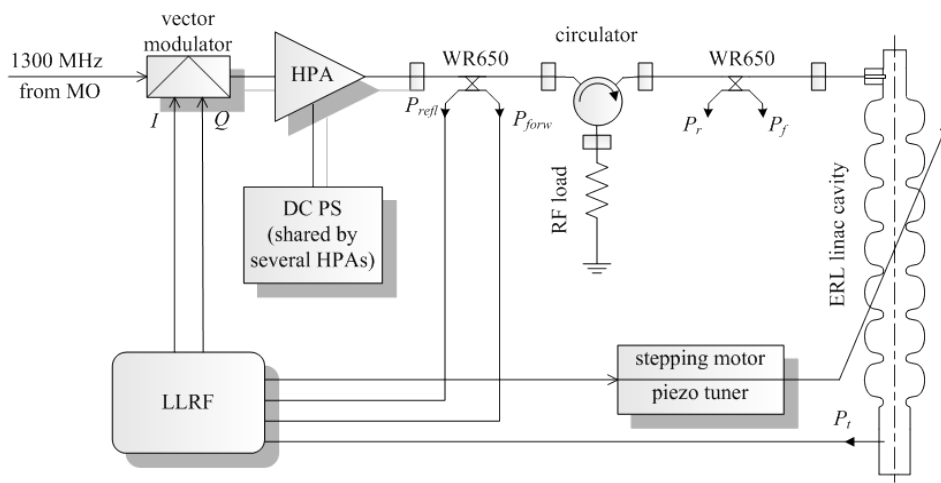 vector
modulator
1300 MHz
from MO
I
Q
HPA
WR650
P_refl
P_forw
circulator
WR650
P_r
P_f
DC PS
(shared by
several HPAs)
RF load
ERL linac cavity
LLRF
stepping motor
piezo tuner
P_t